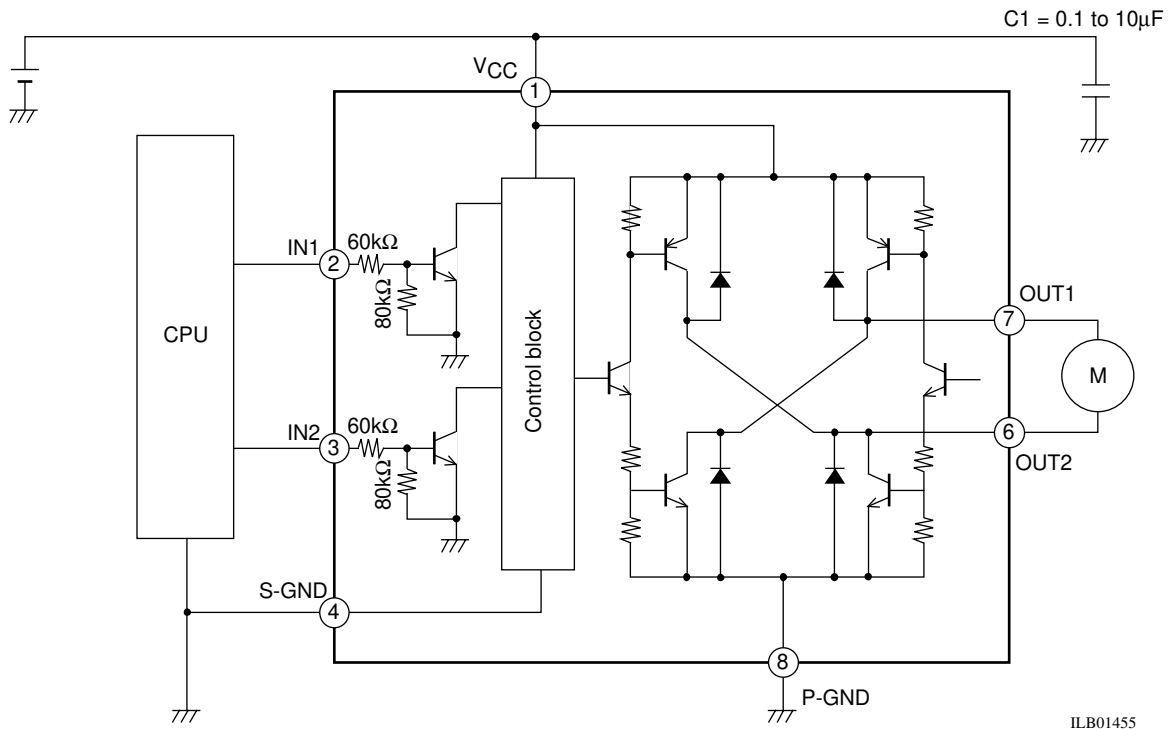 C1 = 0.1 to 10μF
VCC
1
IN1
2
60kΩ
80kΩ
CPU
Control block
OUT1
7
M
6
OUT2
IN2
3
60kΩ
80kΩ
S-GND
4
8
P-GND
ILB01455